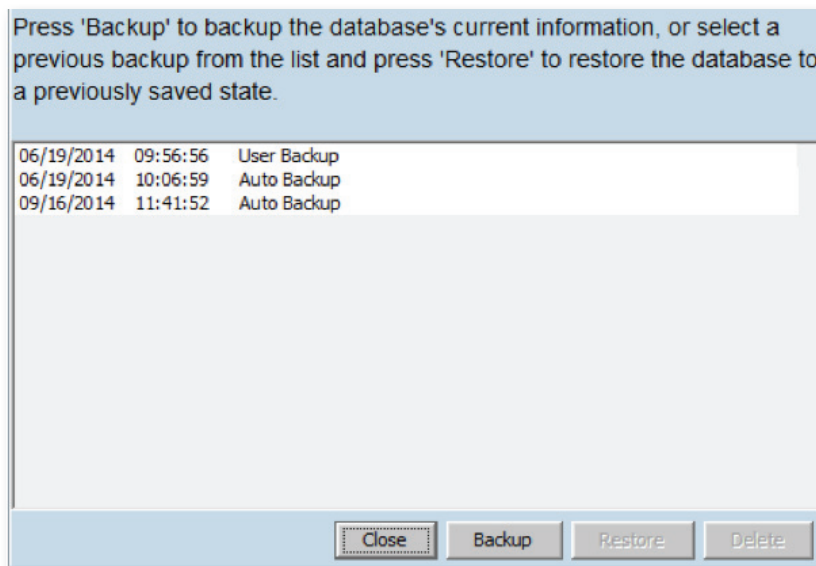 Press 'Backup' to backup the database's current information, or select a
previous backup from the list and press 'Restore' to restore the database to
a previously saved state.
06/19/2014 09:56:56 User Backup
06/19/2014 10:06:59 Auto Backup
09/16/2014 11:41:52 Auto Backup
Close Backup Restore Delete